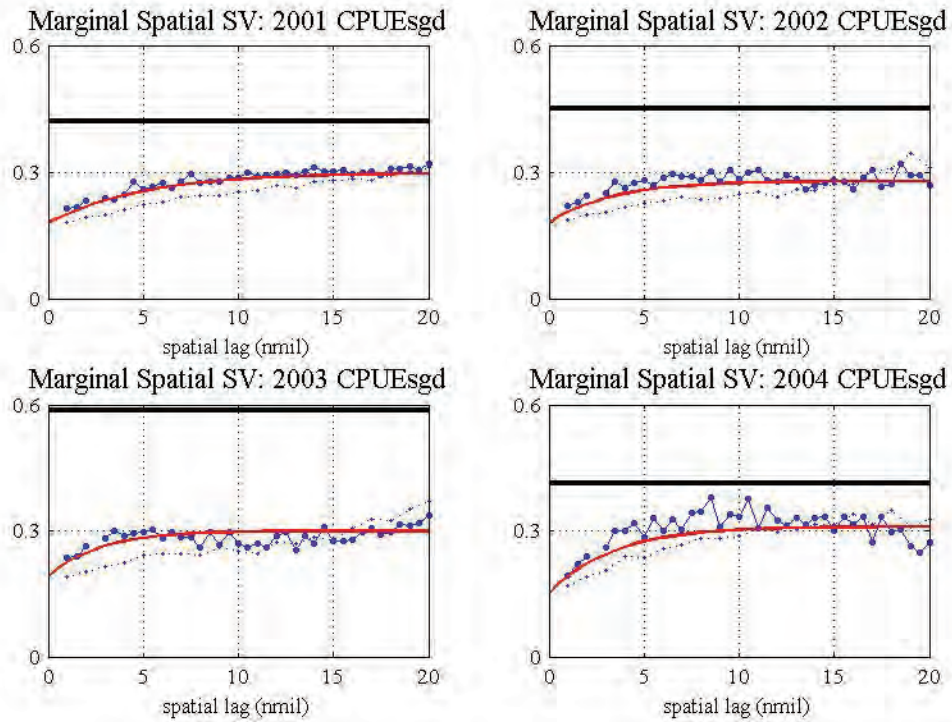 Marginal Spatial SV: 2001 CPUEsgd
0.6
0.3
0
0 5 10 15 20
spatial lag (nmil)
Marginal Spatial SV: 2002 CPUEsgd
0.6
0.3
0
0 5 10 15 20
spatial lag (nmil)
Marginal Spatial SV: 2003 CPUEsgd
0.6
0.3
0
0 5 10 15 20
spatial lag (nmil)
Marginal Spatial SV: 2004 CPUEsgd
0.6
0.3
0
0 5 10 15 20
spatial lag (nmil)